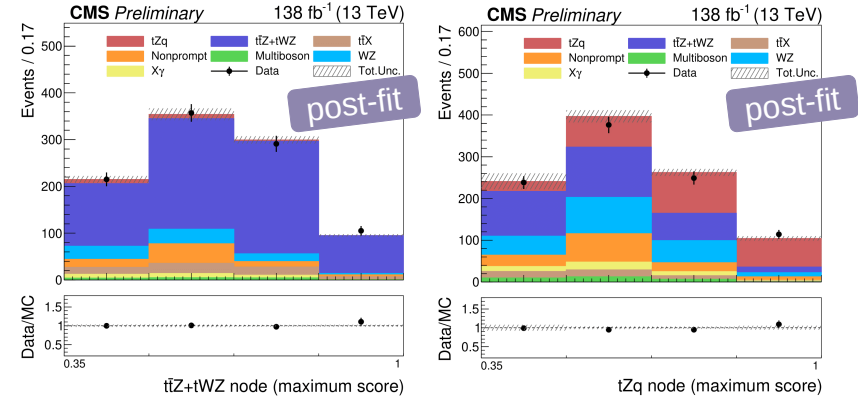 CMS Preliminary 138 fb⁻¹ (13 TeV)
Events / 0.17
500
400
300
200
100
0
tZq tt̄Z+tWZ tt̄X
Nonprompt Multiboson WZ
Xγ Data Tot.Unc.
post-fit
Data/MC
1.5
1
0.5
0.35 1
tt̄Z+tWZ node (maximum score)
CMS Preliminary 138 fb⁻¹ (13 TeV)
Events / 0.17
600
500
400
300
200
100
0
tZq tt̄Z+tWZ tt̄X
Nonprompt Multiboson WZ
Xγ Data Tot.Unc.
post-fit
Data/MC
1.5
1
0.5
0.35 1
tZq node (maximum score)